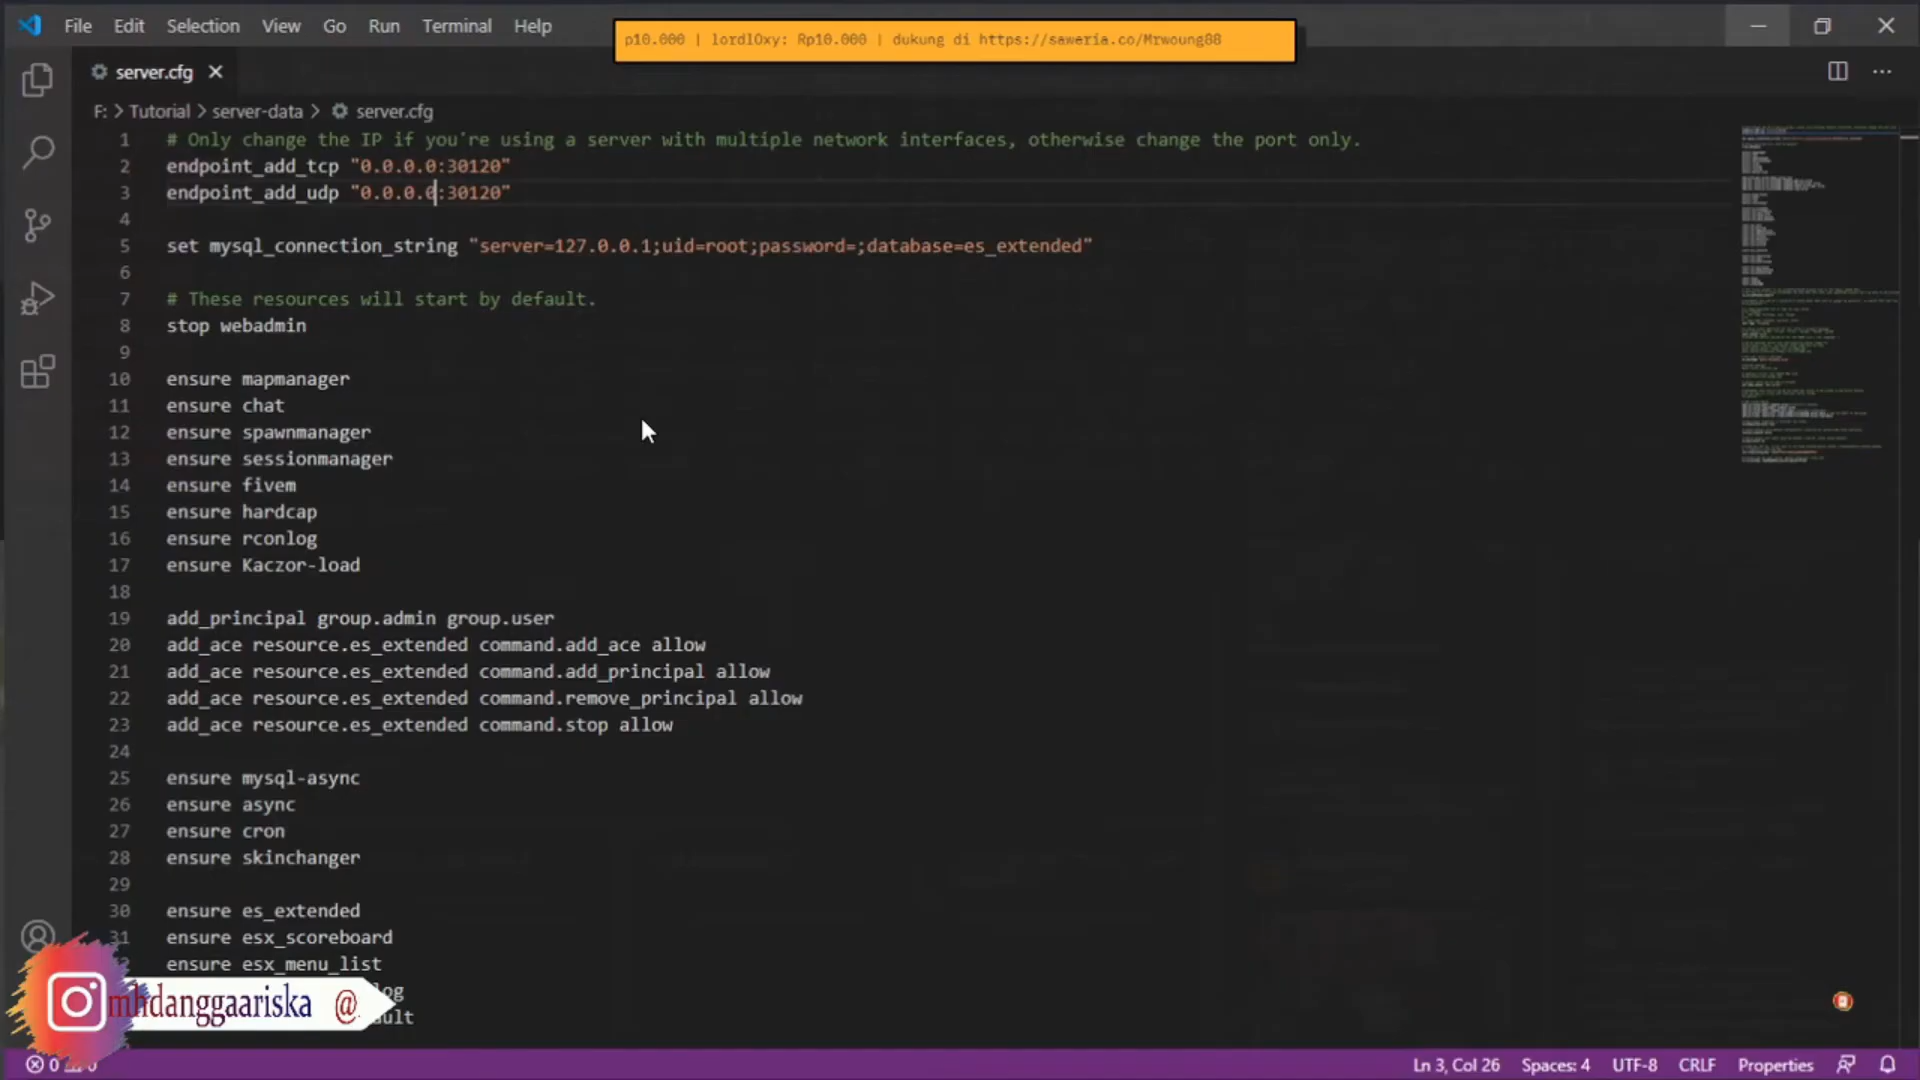 File Edit Selection View Go Run Terminal Help
p10.000 | lordlOxy: Rp10.000 | dukung di https://saweria.co/Mrwoung88
server.cfg
F: > Tutorial > server-data > server.cfg
1 # Only change the IP if you're using a server with multiple network interfaces, otherwise change the port only.
2 endpoint_add_tcp "0.0.0.0:30120"
3 endpoint_add_udp "0.0.0.0:30120"
4
5 set mysql_connection_string "server=127.0.0.1;uid=root;password=;database=es_extended"
6
7 # These resources will start by default.
8 stop webadmin
9
10 ensure mapmanager
11 ensure chat
12 ensure spawnmanager
13 ensure sessionmanager
14 ensure fivem
15 ensure hardcap
16 ensure rconlog
17 ensure Kaczor-load
18
19 add_principal group.admin group.user
20 add_ace resource.es_extended command.add_ace allow
21 add_ace resource.es_extended command.add_principal allow
22 add_ace resource.es_extended command.remove_principal allow
23 add_ace resource.es_extended command.stop allow
24
25 ensure mysql-async
26 ensure async
27 ensure cron
28 ensure skinchanger
29
30 ensure es_extended
31 ensure esx_scoreboard
ensure esx_menu_list
mhdanggaariska @
0
Ln 3, Col 26 Spaces: 4 UTF-8 CRLF Properties